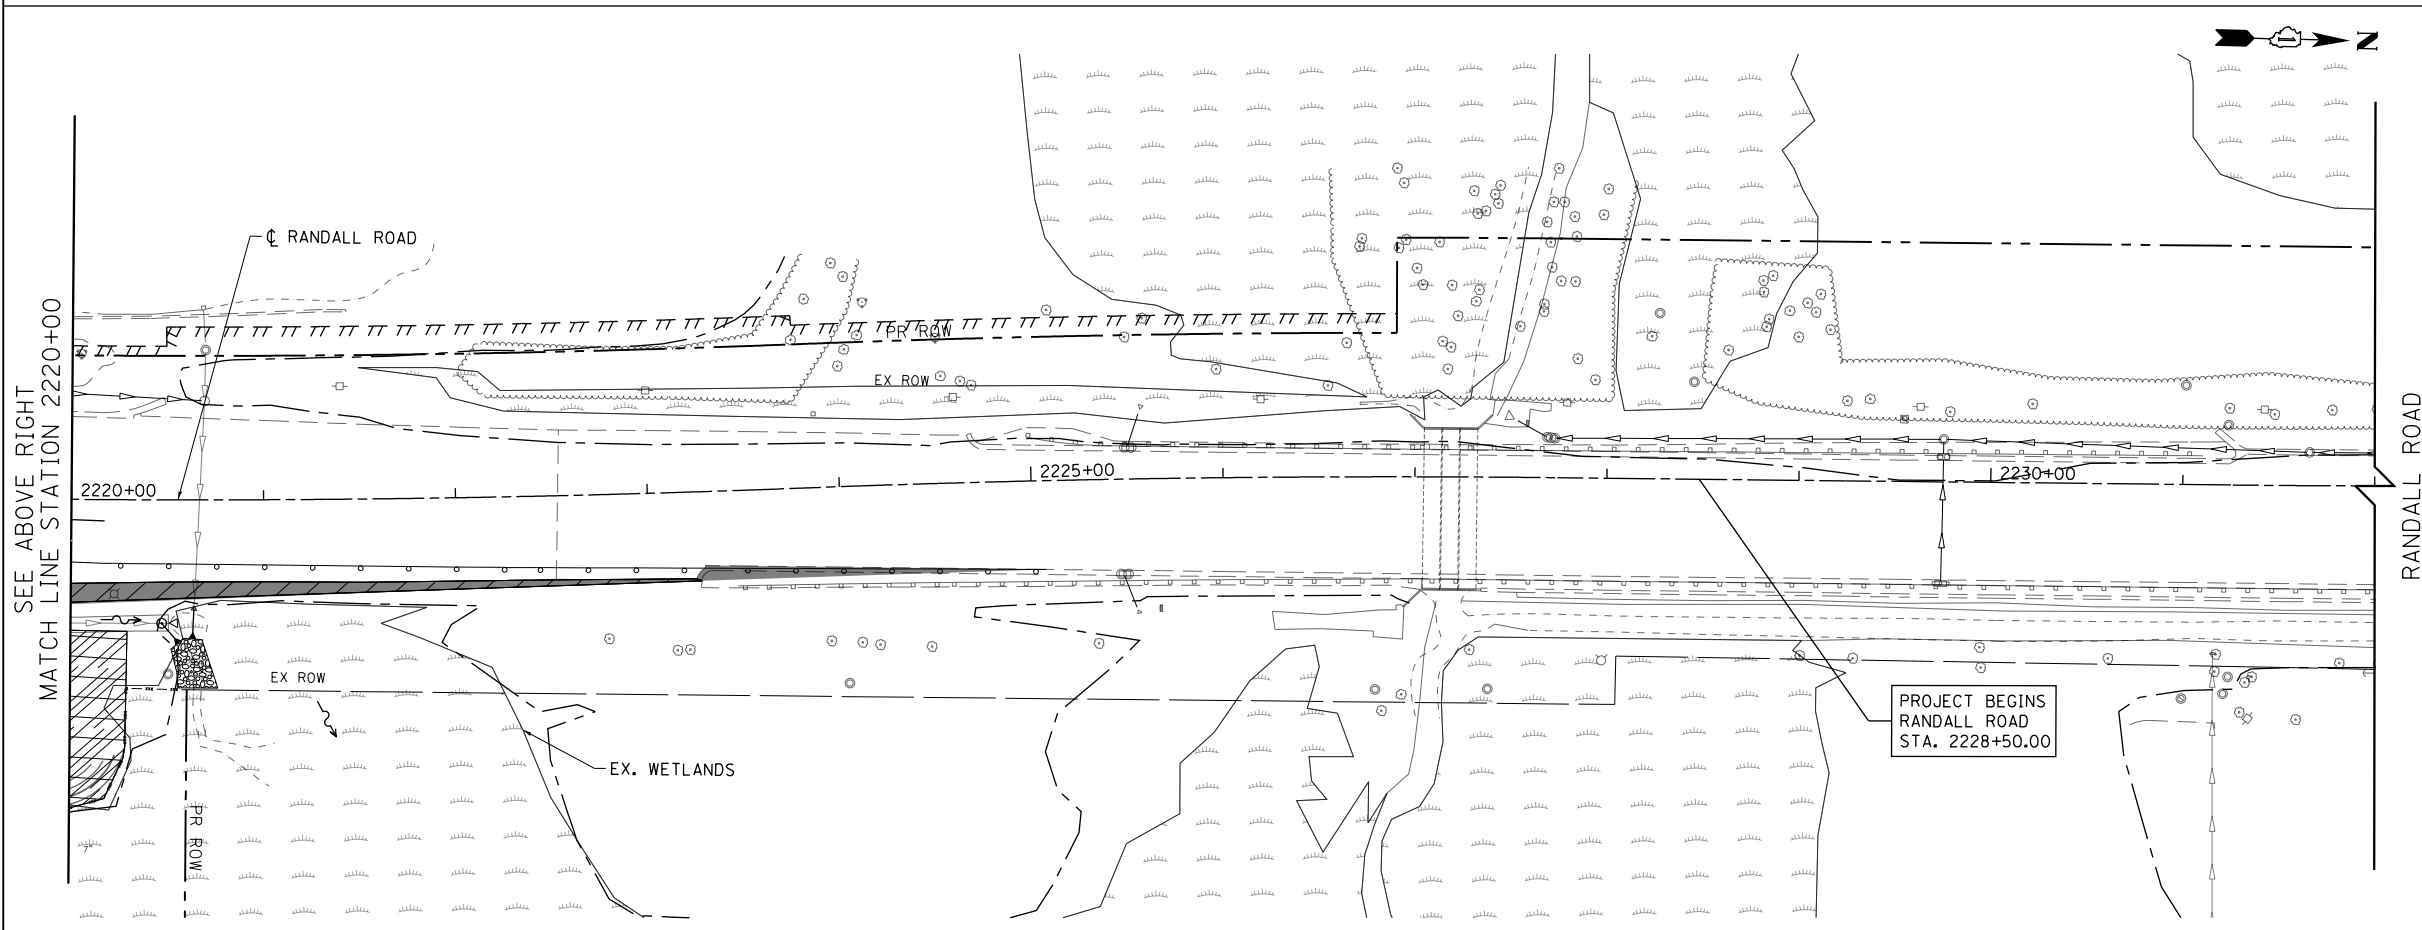 N
℄ RANDALL ROAD
SEE ABOVE RIGHT
MATCH LINE STATION 2220+00
PR ROW
EX ROW
2220+00
2225+00
2230+00
RANDALL ROAD
EX ROW
PROJECT BEGINS
RANDALL ROAD
STA. 2228+50.00
EX. WETLANDS
PR ROW